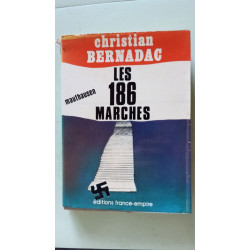 christian
BERNADAC
LES
186
mauthausen
MARCHES
éditions france-empire